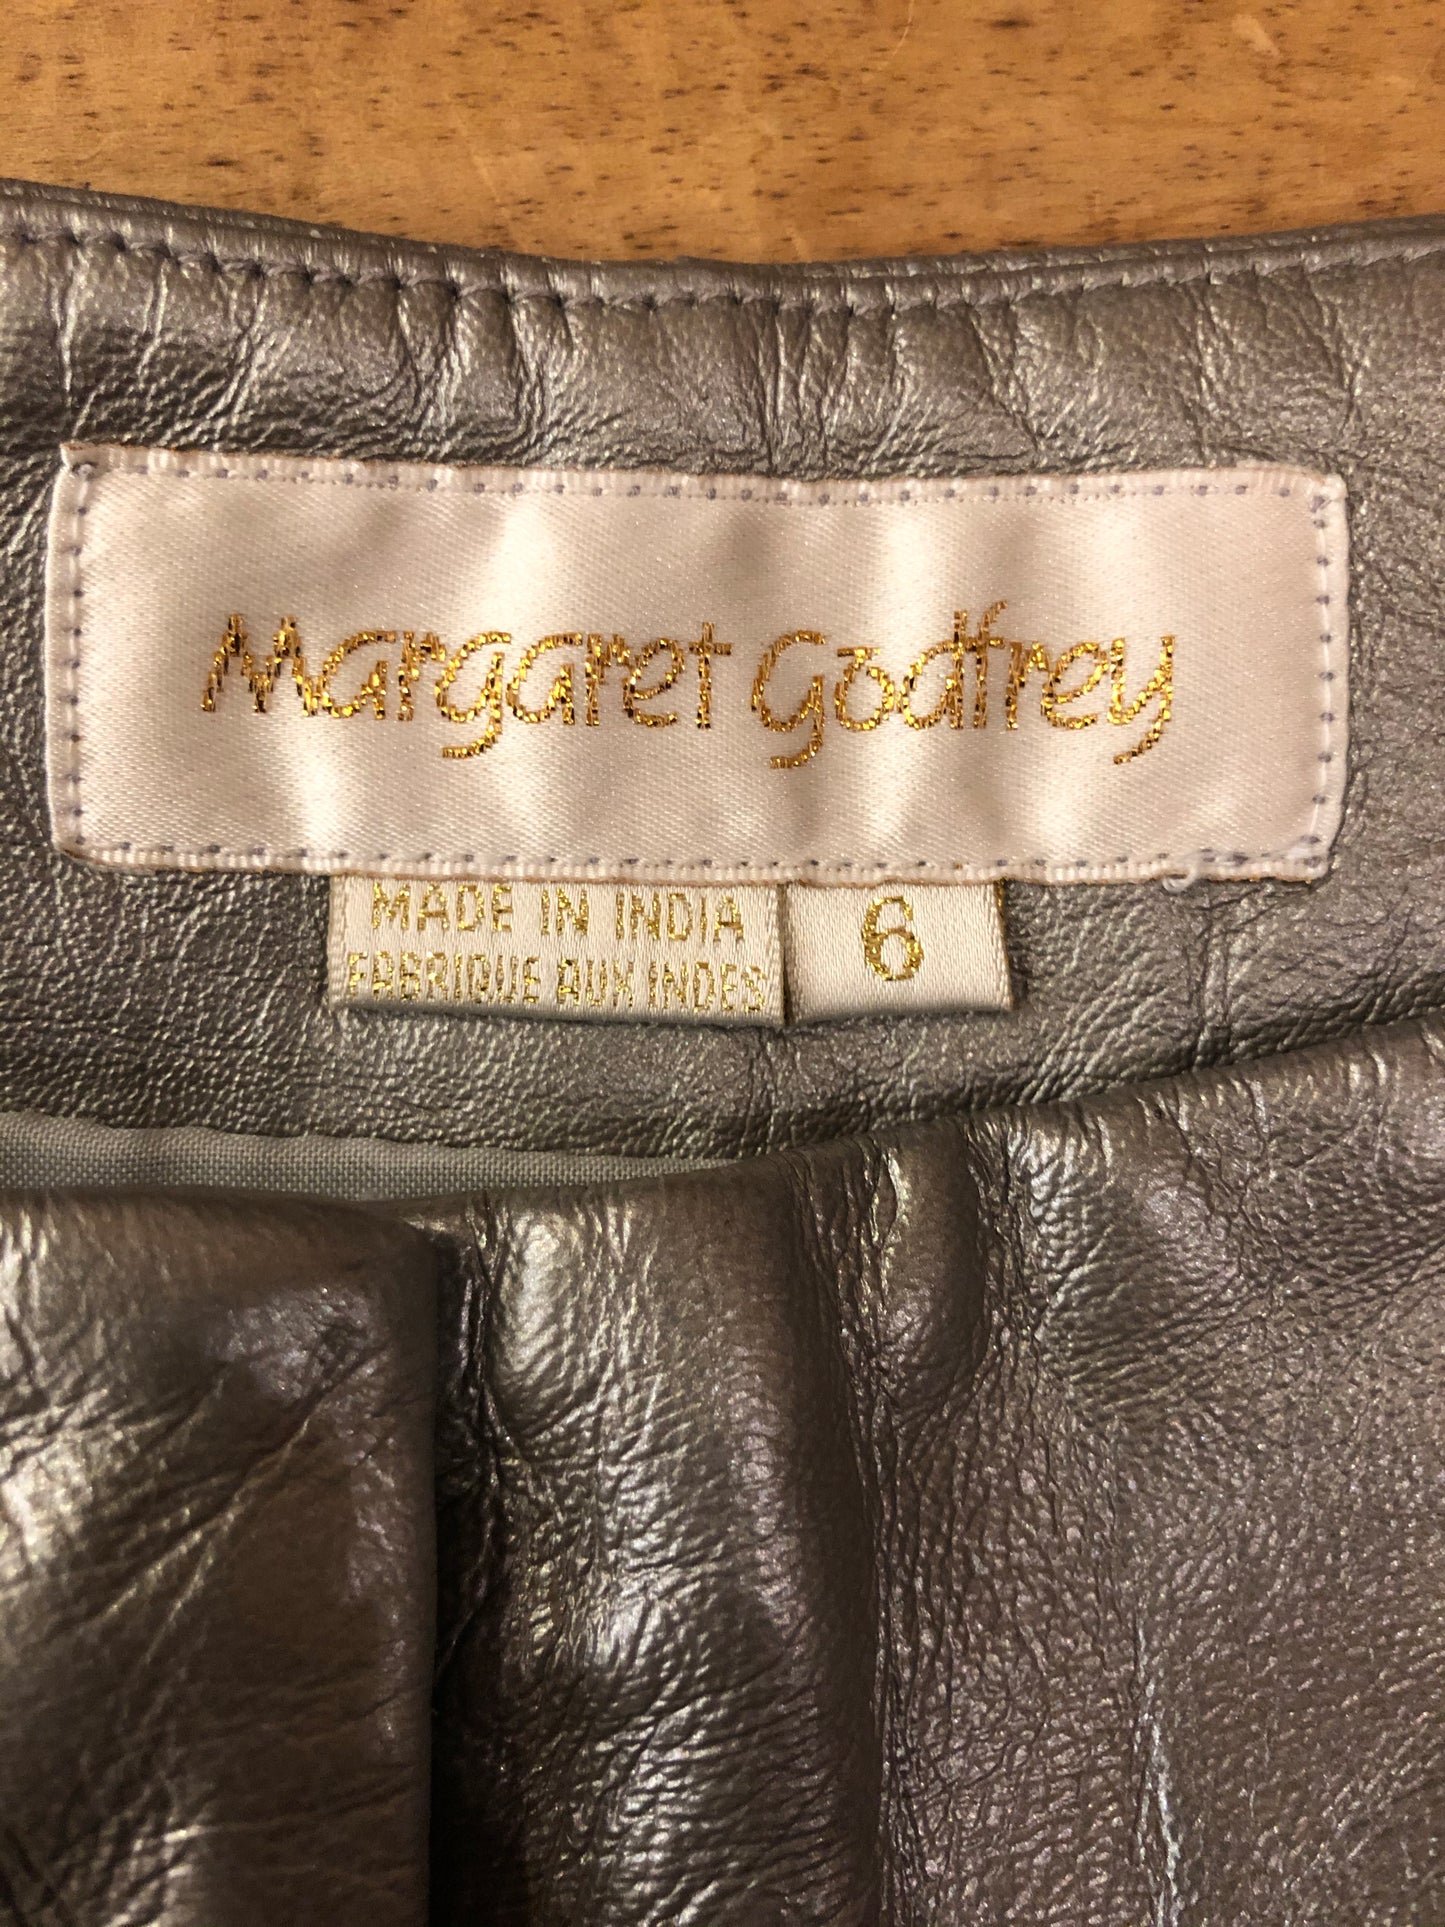 Margaret Godfrey
MADE IN INDIA
FABRIQUE AUX INDES
6